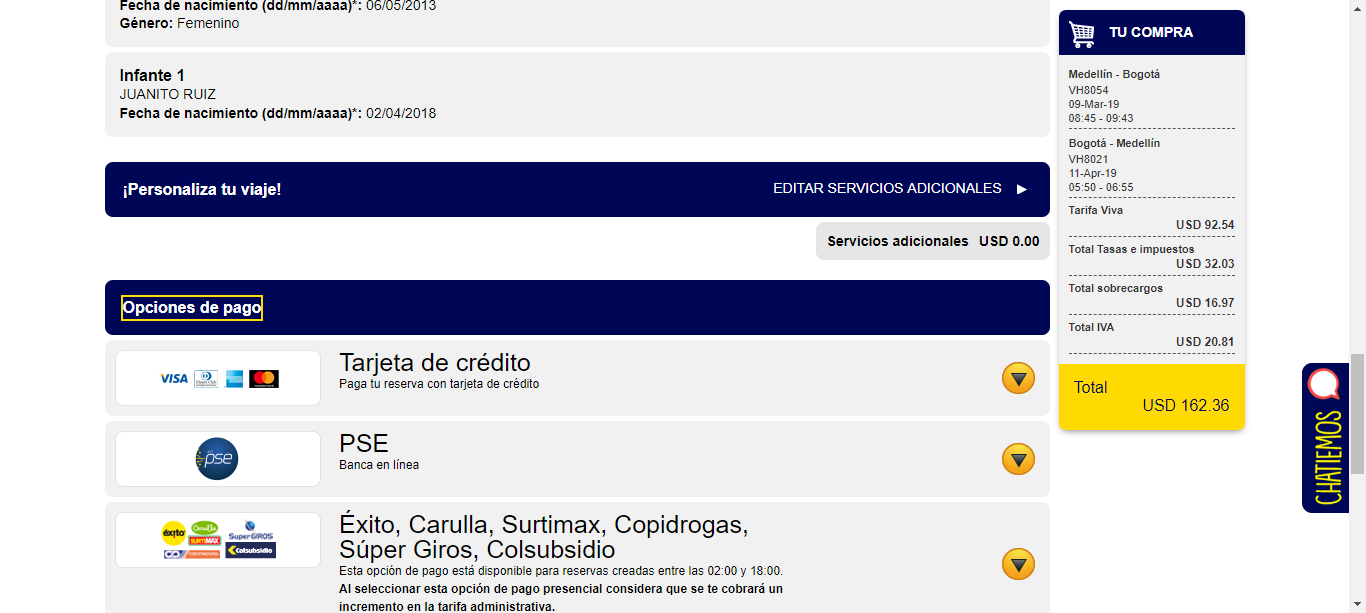 Fecha de nacimiento (dd/mm/aaaa)*: 06/05/2013
Género: Femenino
Infante 1
JUANITO RUIZ
Fecha de nacimiento (dd/mm/aaaa)*: 02/04/2018
¡Personaliza tu viaje!
EDITAR SERVICIOS ADICIONALES
Servicios adicionales USD 0.00
Opciones de pago
VISA
Tarjeta de crédito
Paga tu reserva con tarjeta de crédito
pse
PSE
Banca en línea
éxito
Carulla
SURTIMAX
SuperGIROS
Colsubsidio
Éxito, Carulla, Surtimax, Copidrogas,
Súper Giros, Colsubsidio
Esta opción de pago está disponible para reservas creadas entre las 02:00 y 18:00.
Al seleccionar esta opción de pago presencial considera que se te cobrará un
incremento en la tarifa administrativa.
TU COMPRA
Medellín - Bogotá
VH8054
09-Mar-19
08:45 - 09:43
Bogotá - Medellín
VH8021
11-Apr-19
05:50 - 06:55
Tarifa Viva
USD 92.54
Total Tasas e impuestos
USD 32.03
Total sobrecargos
USD 16.97
Total IVA
USD 20.81
Total
USD 162.36
CHATIEMOS